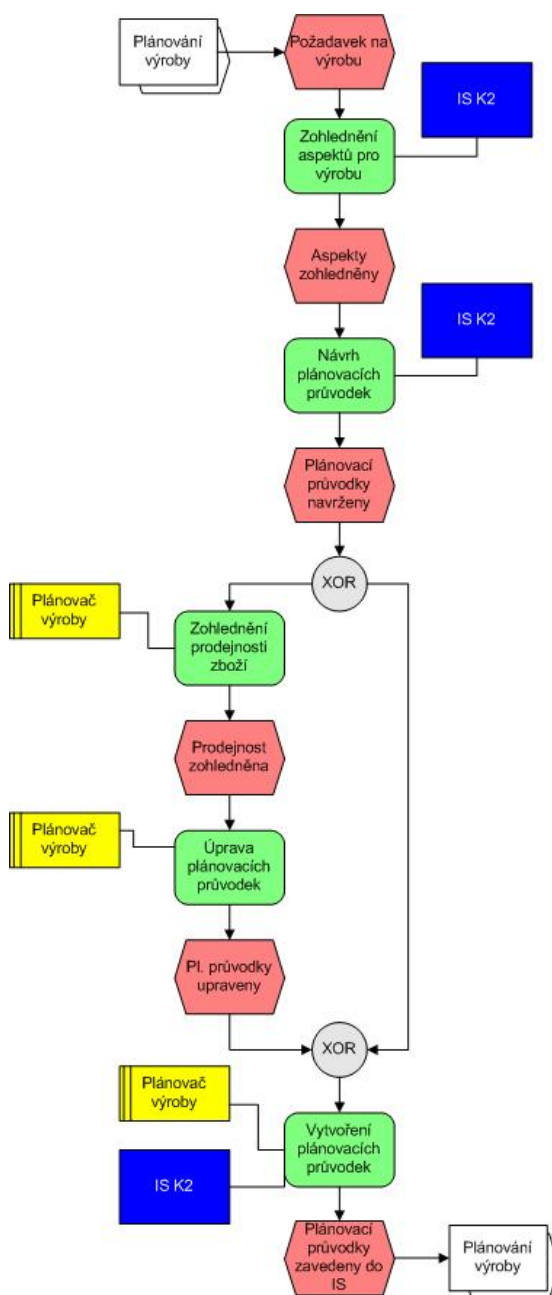 Plánování
výroby
Požadavek na
výrobu
IS K2
Zohlednění
aspektů pro
výrobu
Aspekty
zohledněny
IS K2
Návrh
plánovacích
průvodek
Plánovací
průvodky
navrženy
XOR
Plánovač
výroby
Zohlednění
prodejnosti
zboží
Prodejnost
zohledněna
Plánovač
výroby
Úprava
plánovacích
průvodek
Pl. průvodky
upraveny
XOR
Plánovač
výroby
Vytvoření
plánovacích
průvodek
IS K2
Plánovací
průvodky
zavedeny do
IS
Plánování
výroby